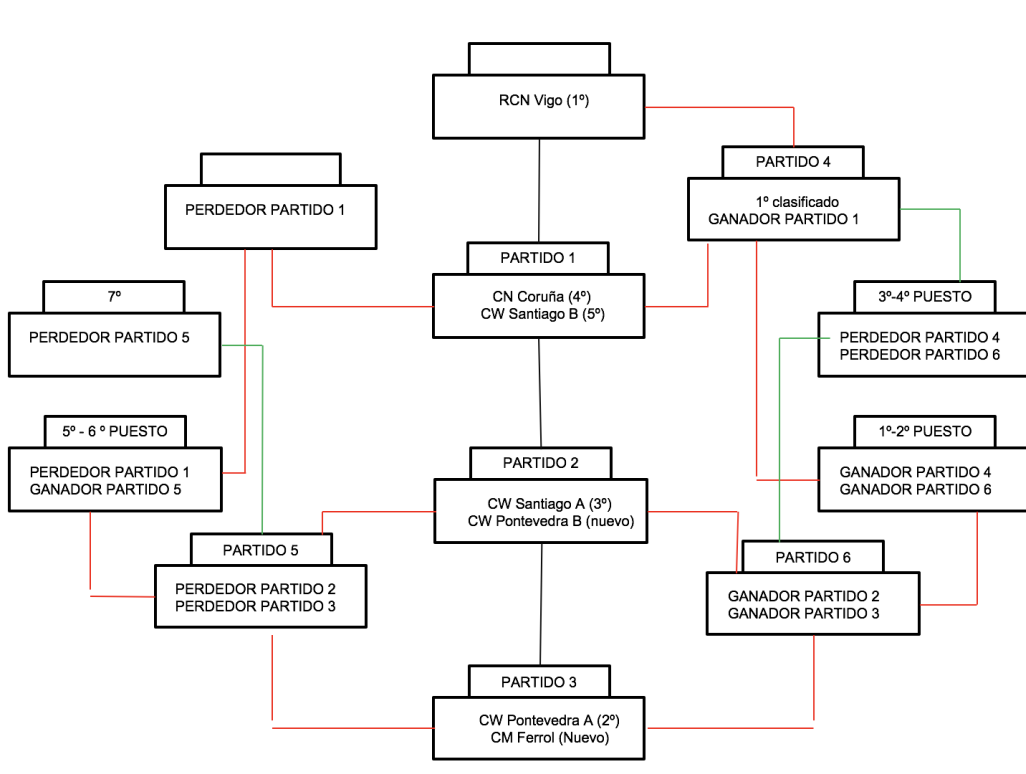 RCN Vigo (1º)
PARTIDO 4
1º clasificado
GANADOR PARTIDO 1
PERDEDOR PARTIDO 1
PARTIDO 1
CN Coruña (4º)
CW Santiago B (5º)
7º
PERDEDOR PARTIDO 5
3º-4º PUESTO
PERDEDOR PARTIDO 4
PERDEDOR PARTIDO 6
5º - 6 º PUESTO
PERDEDOR PARTIDO 1
GANADOR PARTIDO 5
1º-2º PUESTO
GANADOR PARTIDO 4
GANADOR PARTIDO 6
PARTIDO 2
CW Santiago A (3º)
CW Pontevedra B (nuevo)
PARTIDO 5
PERDEDOR PARTIDO 2
PERDEDOR PARTIDO 3
PARTIDO 6
GANADOR PARTIDO 2
GANADOR PARTIDO 3
PARTIDO 3
CW Pontevedra A (2º)
CM Ferrol (Nuevo)